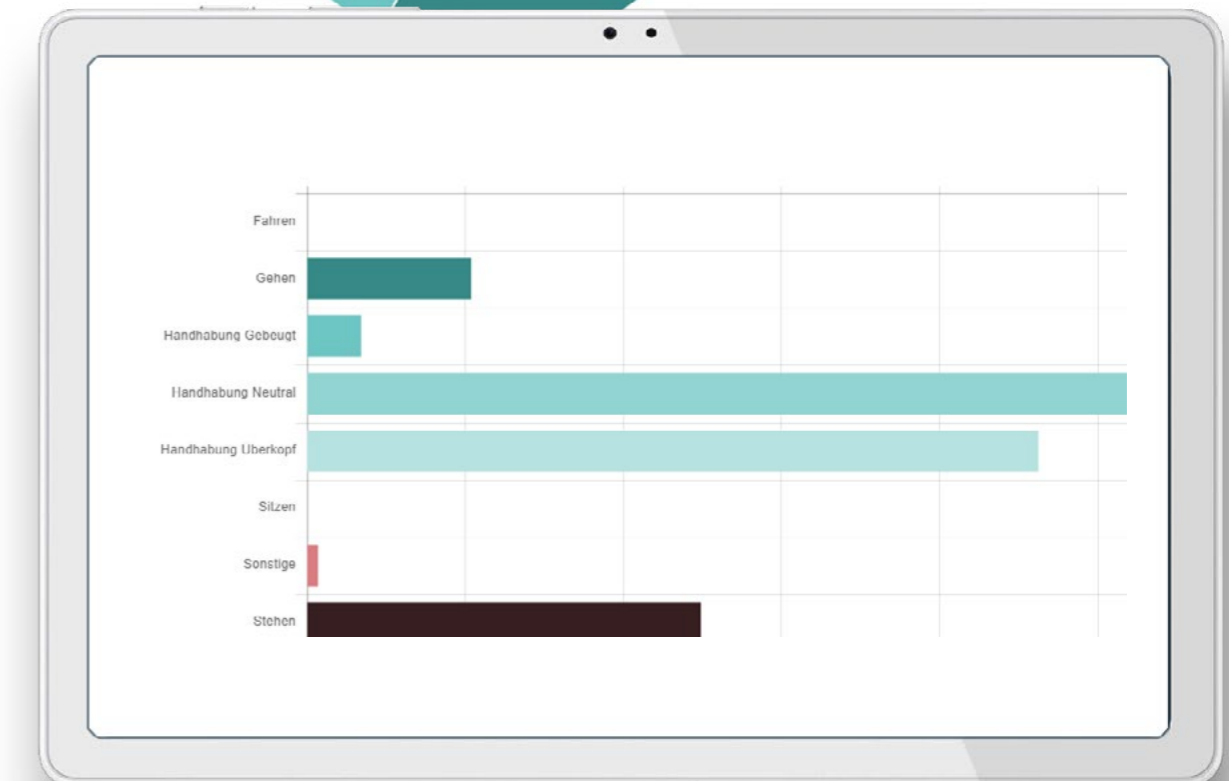 Fahren
Gehen
Handhabung Gebeugt
Handhabung Neutral
Handhabung Überkopf
Sitzen
Sonstige
Stehen